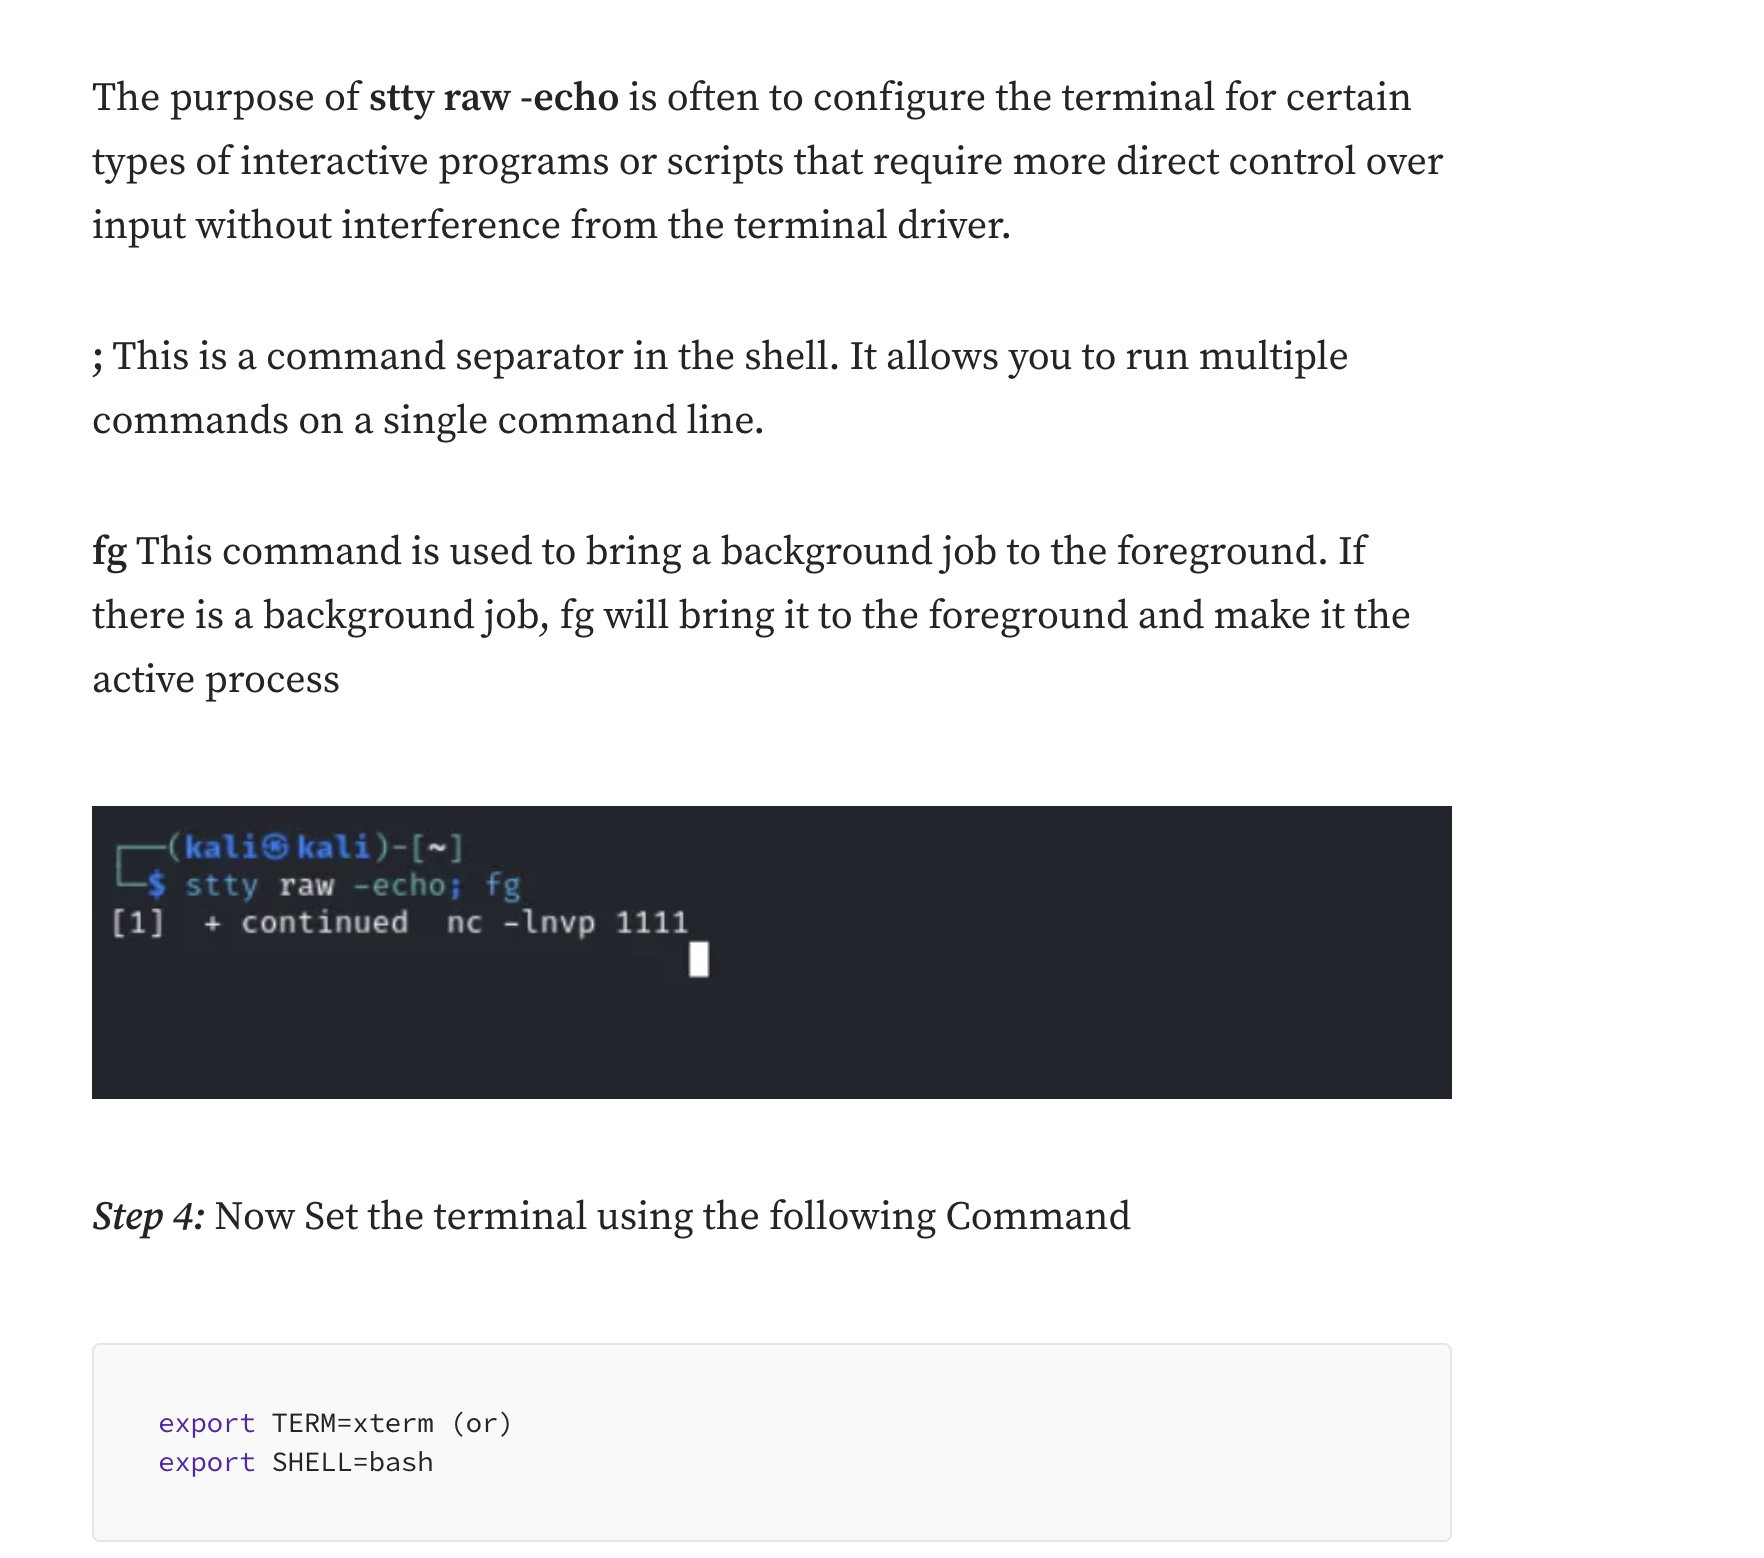 The purpose of stty raw -echo is often to configure the terminal for certain
types of interactive programs or scripts that require more direct control over
input without interference from the terminal driver.
; This is a command separator in the shell. It allows you to run multiple
commands on a single command line.
fg This command is used to bring a background job to the foreground. If
there is a background job, fg will bring it to the foreground and make it the
active process
┌──(kali㉿kali)-[~]
└─$ stty raw -echo; fg
[1]  + continued  nc -lnvp 1111
Step 4: Now Set the terminal using the following Command
export TERM=xterm (or)
export SHELL=bash